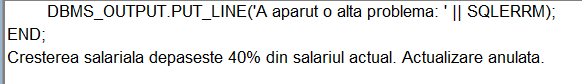 DBMS_OUTPUT.PUT_LINE('A aparut o alta problema: ' || SQLERRM);
END;
Cresterea salariala depaseste 40% din salariul actual. Actualizare anulata.